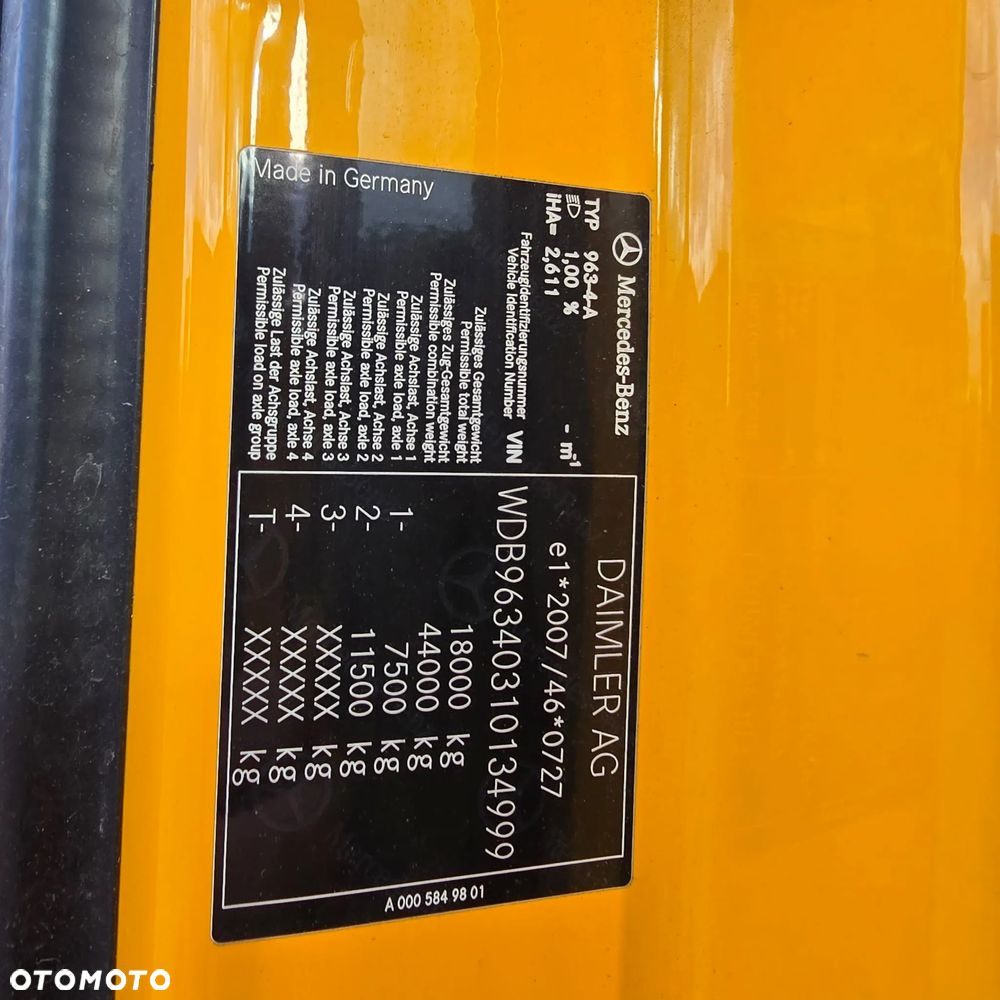 Mercedes-Benz
DAIMLER AG
TYP 963-4-A
e1*2007/46*0727
1,00 %
- m-1
IHA= 2,611
Fahrzeugidentifizierungsnummer
Vehicle Identification Number
VIN
WDB9634031013499 9
Zulässiges Gesamtgewicht
Permissible total weight
18000 kg
Zulässiges Zug-Gesamtgewicht
Permissible combination weight
44000 kg
Zulässige Achslast, Achse 1
Permissible axle load, axle 1
1- 7500 kg
Zulässige Achslast, Achse 2
Permissible axle load, axle 2
2- 11500 kg
Zulässige Achslast, Achse 3
Permissible axle load, axle 3
3- XXXXX kg
Zulässige Achslast, Achse 4
Permissible axle load, axle 4
4- XXXXX kg
Zulässige Last der Achsgruppe
Permissible load on axle group
T- XXXXX kg
Made in Germany
A 000 584 98 01
OTOMOTO